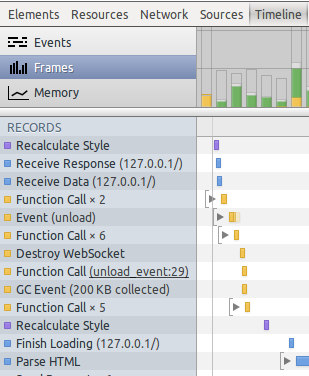 Elements Resources Network Sources Timeline
Events
Frames
Memory
RECORDS
Recalculate Style
Receive Response (127.0.0.1/)
Receive Data (127.0.0.1/)
Function Call × 2
Event (unload)
Function Call × 6
Destroy WebSocket
Function Call (unload_event:29)
GC Event (200 KB collected)
Function Call × 5
Recalculate Style
Finish Loading (127.0.0.1/)
Parse HTML